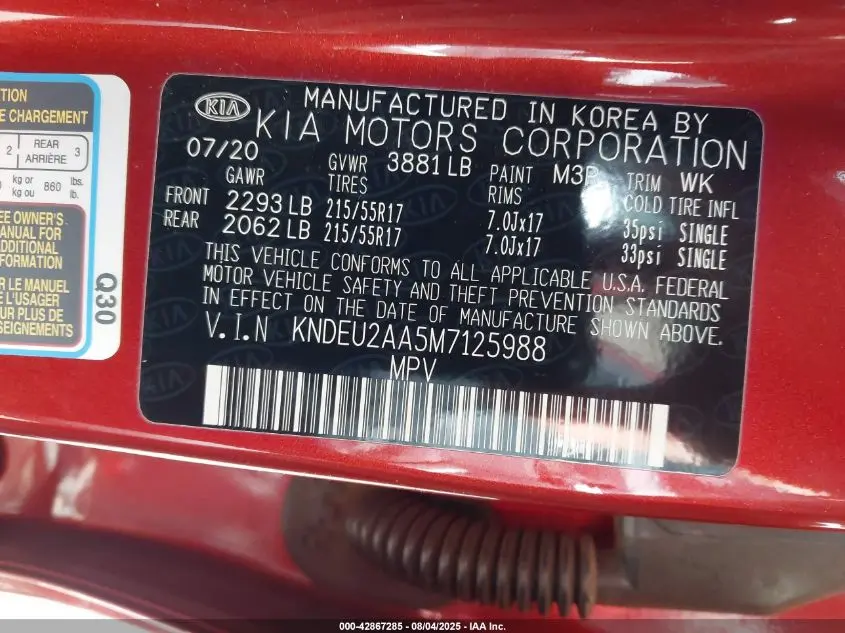 TION
E CHARGEMENT
2 REAR ARRIÈRE 3
kg ou 860 lbs. lb.
EE OWNER'S
MANUAL FOR
ADDITIONAL
FORMATION
R LE MANUEL
L'USAGER
UR PLUS DE
SEIGNEMENTS
Q30
KIA
MANUFACTURED IN KOREA BY
KIA MOTORS CORPORATION
07/20 GVWR 3881 LB PAINT TRIM WK
GAWR TIRES RIMS COLD TIRE INFL
FRONT 2293 LB 215/55R17 7.0Jx17 35psi SINGLE
REAR 2062 LB 215/55R17 7.0Jx17 33psi SINGLE
THIS VEHICLE CONFORMS TO ALL APPLICABLE U.S.A. FEDERAL
MOTOR VEHICLE SAFETY AND THEFT PREVENTION STANDARDS
IN EFFECT ON THE DATE OF MANUFACTURE SHOWN ABOVE.
V.I.N KNDEU2AA5M7125988
MPV
000-42867285 - 08/04/2025 - IAA Inc.